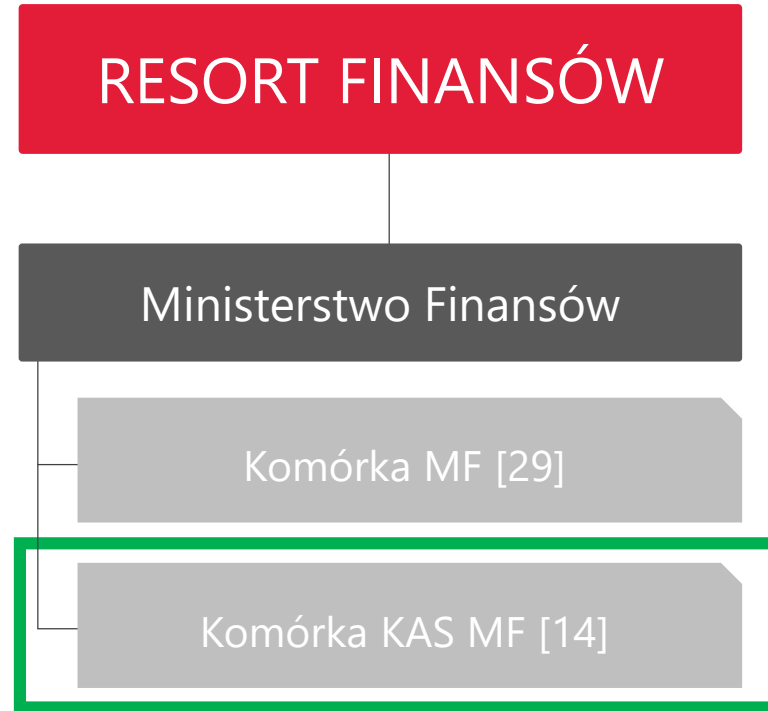 RESORT FINANSÓW
Ministerstwo Finansów
Komórka MF [29]
Komórka KAS MF [14]